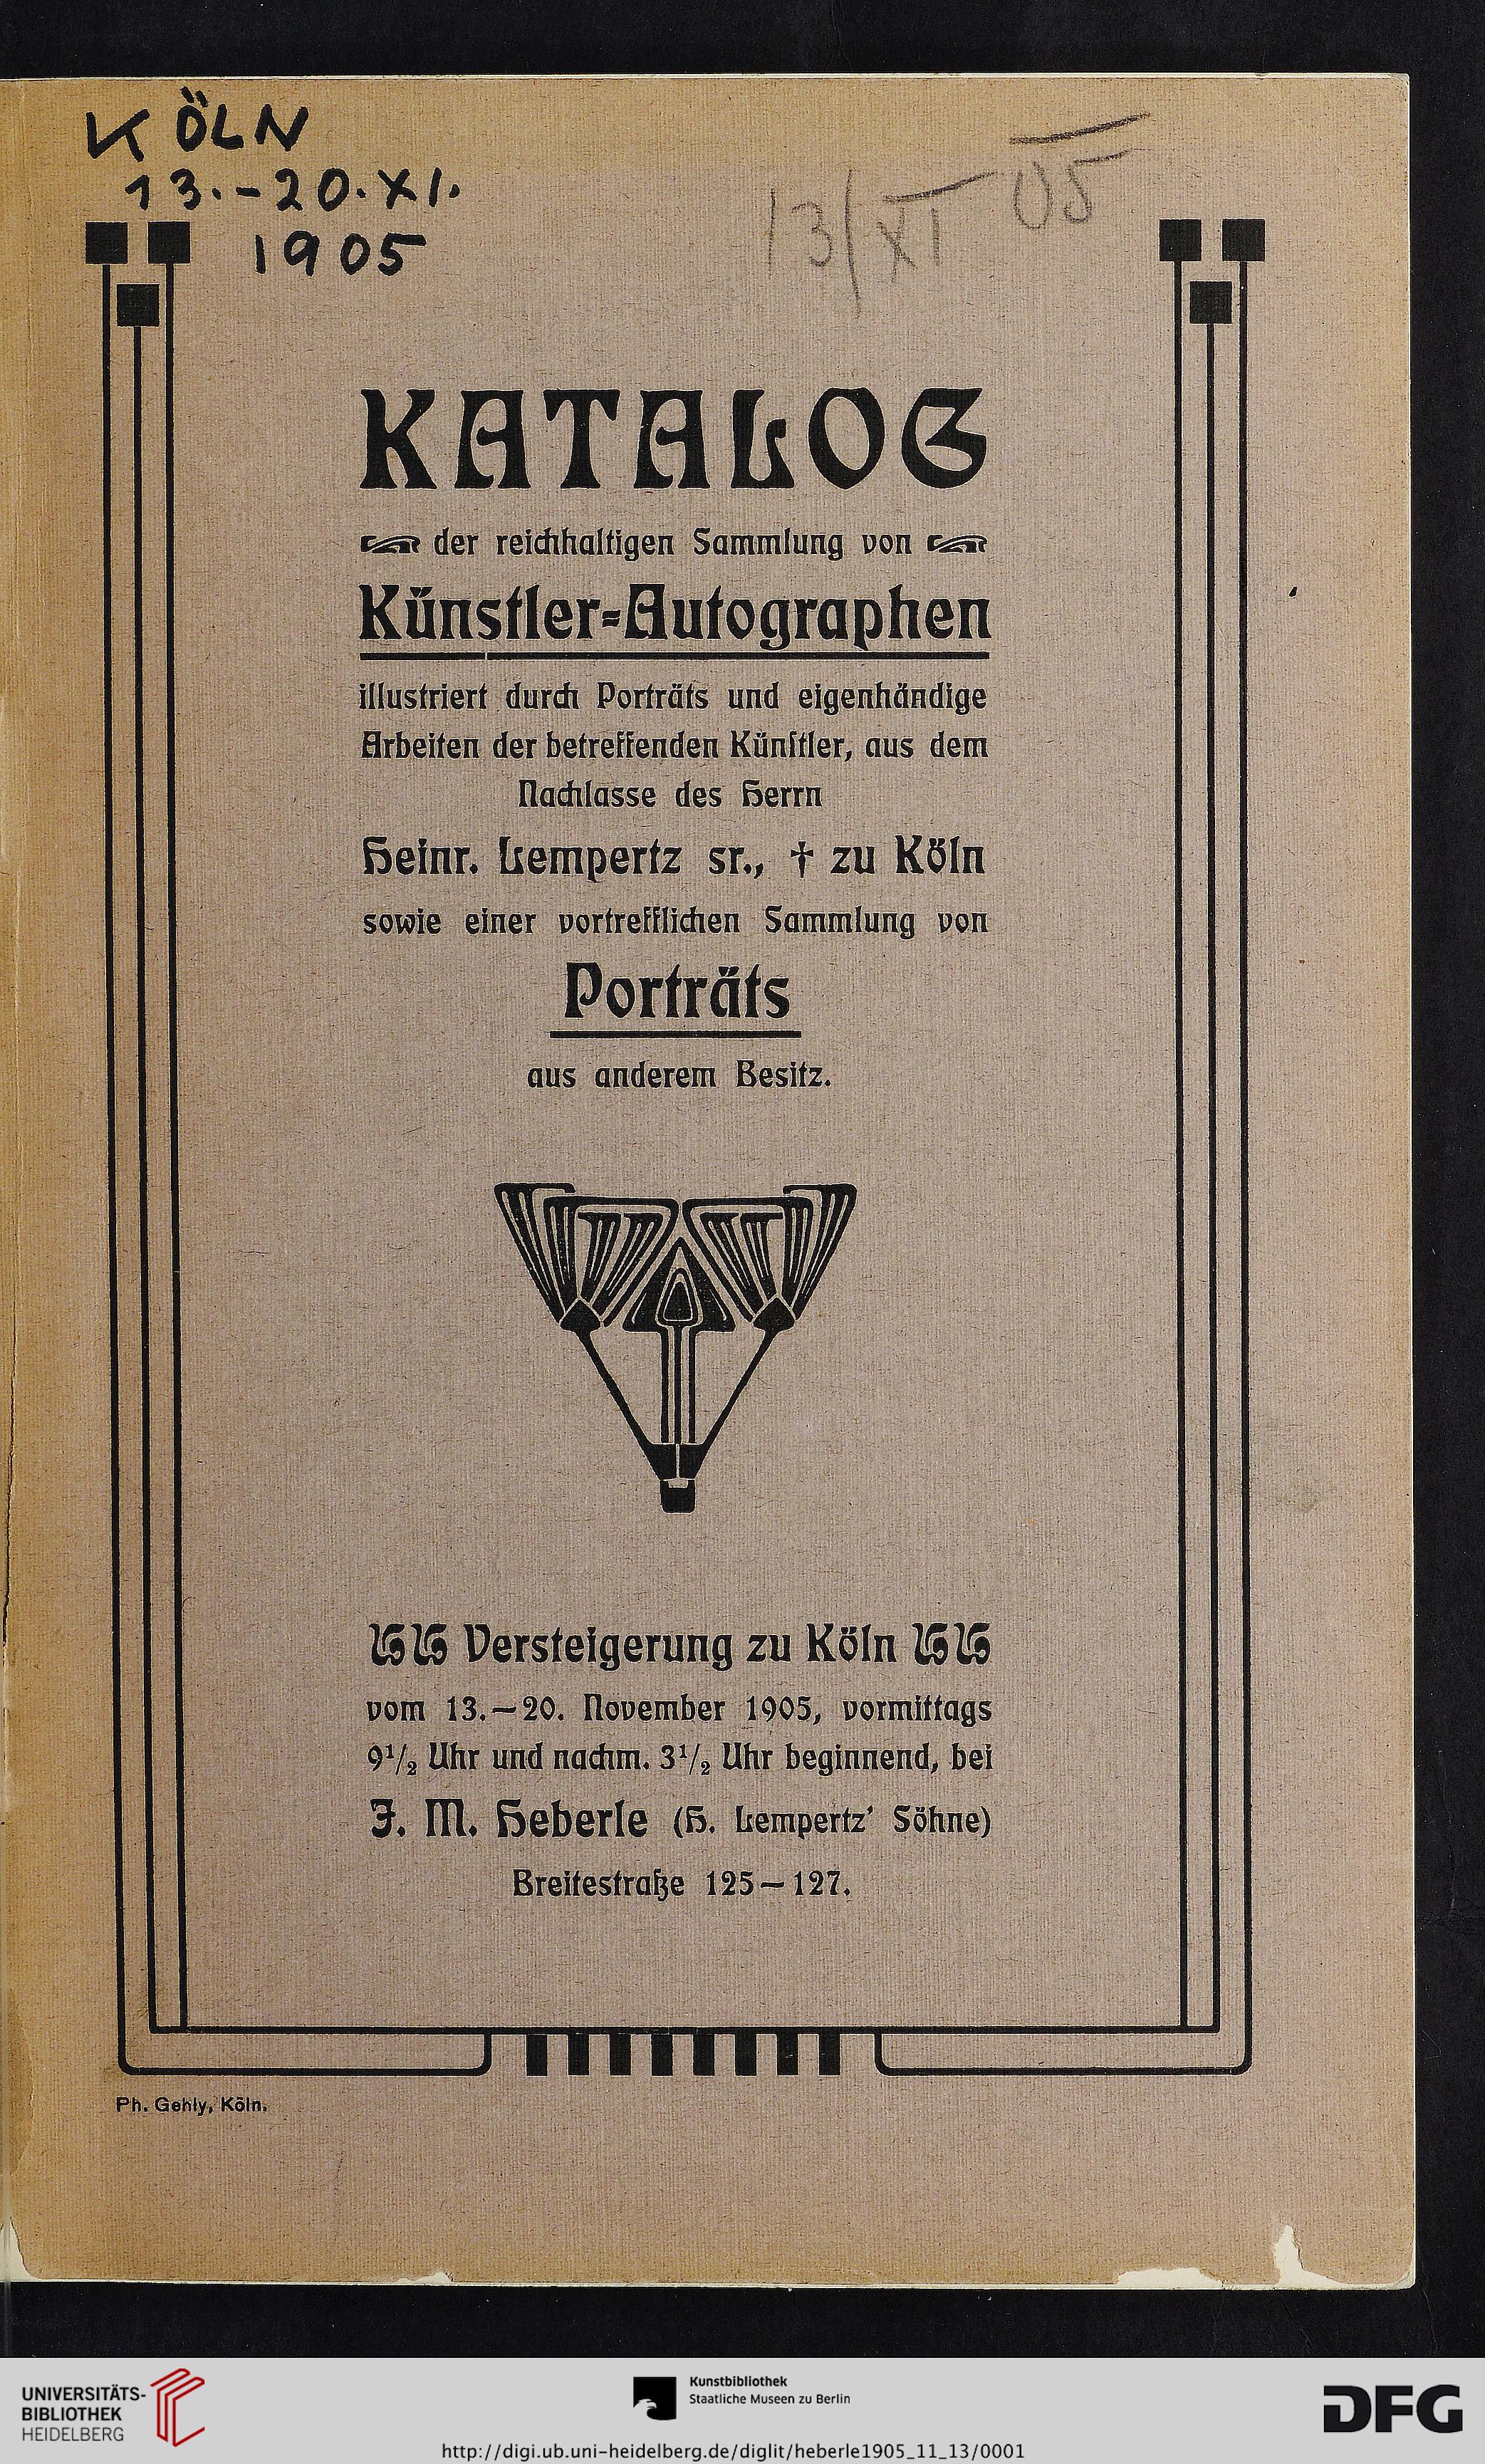 KÖLN
13.-20.XI.
1905
13/XI 05
KATALOG
der reichhaltigen Sammlung von
Künstler=Autographen
illustriert durch Porträts und eigenhändige
Arbeiten der betreffenden Künſtler, aus dem
Nachlasse des Herrn
Heinr. Lempertz sr., † zu Köln
sowie einer vortrefflichen Sammlung von
Porträts
aus anderem Besitz.
Versteigerung zu Köln
vom 13.—20. November 1905, vormittags
9¹/₂ Uhr und nachm. 3¹/₂ Uhr beginnend, bei
J. M. Heberle (H. Lempertz' Söhne)
Breitestraße 125—127.
Ph. Gehly, Köln.
UNIVERSITÄTS-
BIBLIOTHEK
HEIDELBERG
Kunstbibliothek
Staatliche Museen zu Berlin
DFG
http://digi.ub.uni-heidelberg.de/diglit/heberle1905_11_13/0001